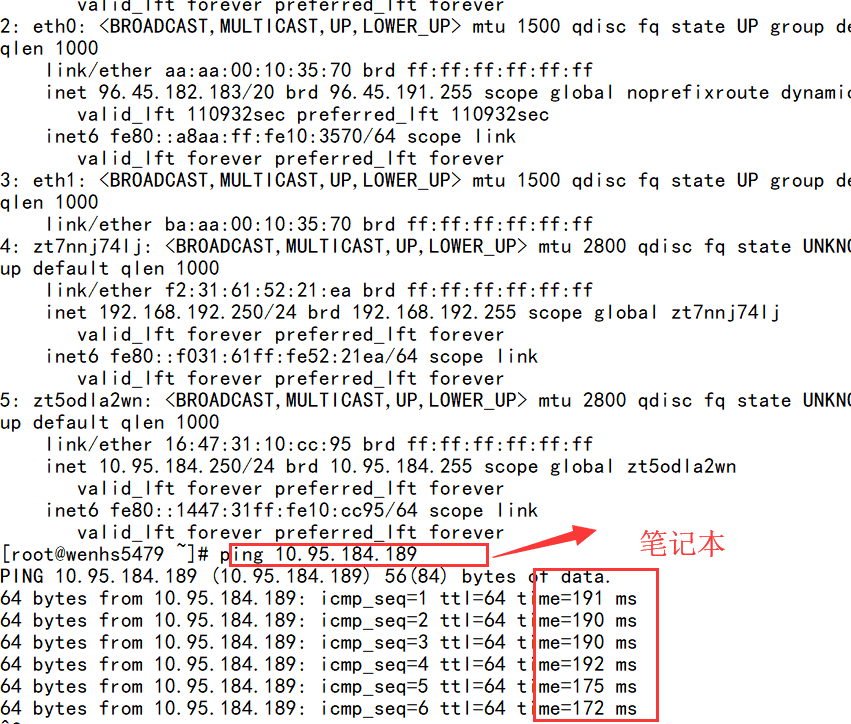 valid_lft forever preferred_lft forever
2: eth0: <BROADCAST,MULTICAST,UP,LOWER_UP> mtu 1500 qdisc fq state UP group de
qlen 1000
link/ether aa:aa:00:10:35:70 brd ff:ff:ff:ff:ff:ff
inet 96.45.182.183/20 brd 96.45.191.255 scope global noprefixroute dynamic
valid_lft 110932sec preferred_lft 110932sec
inet6 fe80::a8aa:ff:fe10:3570/64 scope link
valid_lft forever preferred_lft forever
3: eth1: <BROADCAST,MULTICAST,UP,LOWER_UP> mtu 1500 qdisc fq state UP group de
qlen 1000
link/ether ba:aa:00:10:35:70 brd ff:ff:ff:ff:ff:ff
4: zt7nnj74lj: <BROADCAST,MULTICAST,UP,LOWER_UP> mtu 2800 qdisc fq state UNKNO
up default qlen 1000
link/ether f2:31:61:52:21:ea brd ff:ff:ff:ff:ff:ff
inet 192.168.192.250/24 brd 192.168.192.255 scope global zt7nnj74lj
valid_lft forever preferred_lft forever
inet6 fe80::f031:61ff:fe52:21ea/64 scope link
valid_lft forever preferred_lft forever
5: zt5odla2wn: <BROADCAST,MULTICAST,UP,LOWER_UP> mtu 2800 qdisc fq state UNKNO
up default qlen 1000
link/ether 16:47:31:10:cc:95 brd ff:ff:ff:ff:ff:ff
inet 10.95.184.250/24 brd 10.95.184.255 scope global zt5odla2wn
valid_lft forever preferred_lft forever
inet6 fe80::1447:31ff:fe10:cc95/64 scope link
valid_lft forever preferred_lft forever
[root@wenhs5479 ~]# ping 10.95.184.189
笔记本
PING 10.95.184.189 (10.95.184.189) 56(84) bytes of data.
64 bytes from 10.95.184.189: icmp_seq=1 ttl=64 time=191 ms
64 bytes from 10.95.184.189: icmp_seq=2 ttl=64 time=190 ms
64 bytes from 10.95.184.189: icmp_seq=3 ttl=64 time=190 ms
64 bytes from 10.95.184.189: icmp_seq=4 ttl=64 time=192 ms
64 bytes from 10.95.184.189: icmp_seq=5 ttl=64 time=175 ms
64 bytes from 10.95.184.189: icmp_seq=6 ttl=64 time=172 ms